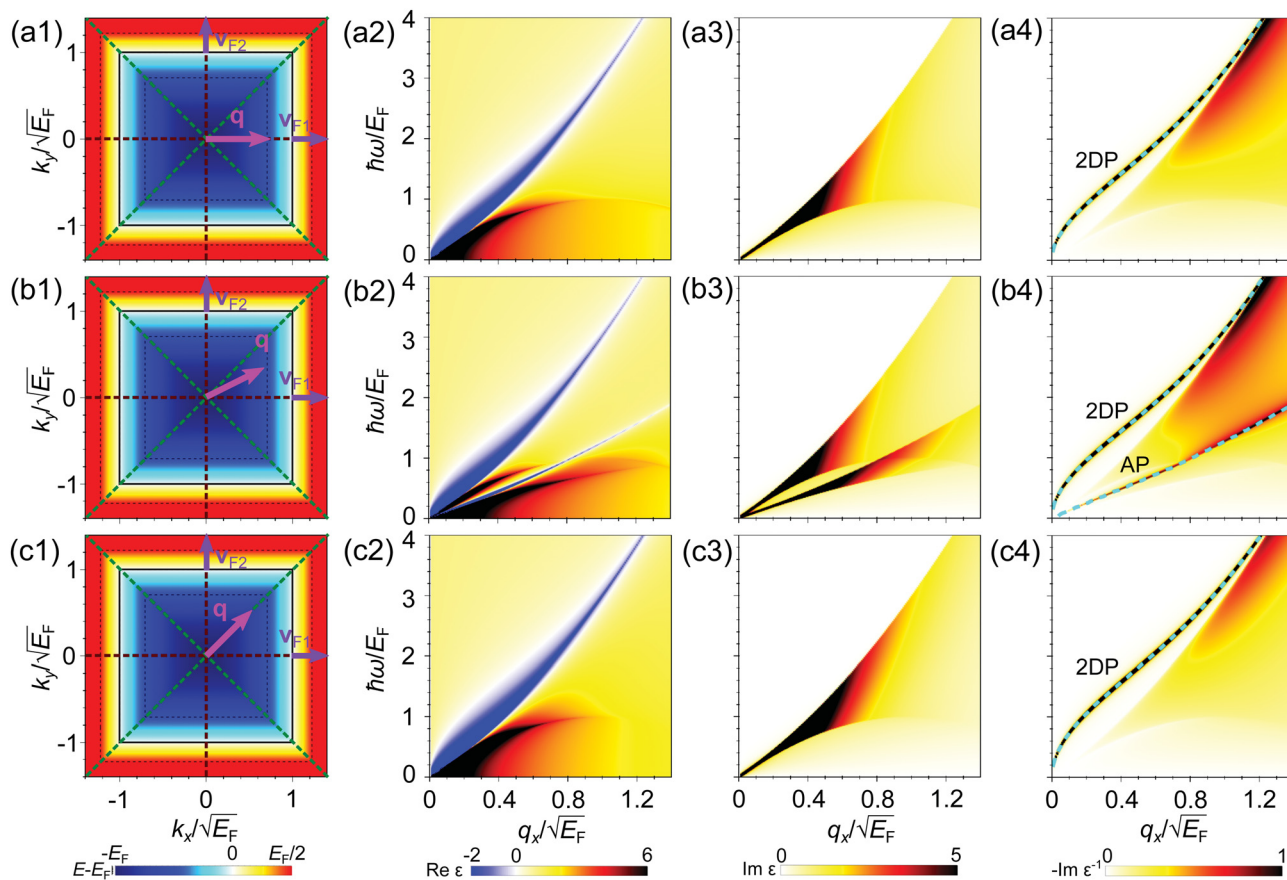 (a1)
k_y/√E_F
1
0
-1
v_F2
q
v_F1
(a2)
ħω/E_F
4
3
2
1
0
(a3)
(a4)
2DP
(b1)
k_y/√E_F
1
0
-1
v_F2
q
v_F1
(b2)
ħω/E_F
4
3
2
1
0
(b3)
(b4)
2DP
AP
(c1)
k_y/√E_F
1
0
-1
v_F2
q
v_F1
-1 0 1
k_x/√E_F
(c2)
ħω/E_F
4
3
2
1
0
0 0.4 0.8 1.2
q_x/√E_F
(c3)
0 0.4 0.8 1.2
q_x/√E_F
(c4)
2DP
0 0.4 0.8 1.2
q_x/√E_F
E-E_F -E_F 0 E_F/2
Re ε -2 0 6
Im ε 0 5
-Im ε⁻¹ 0 1